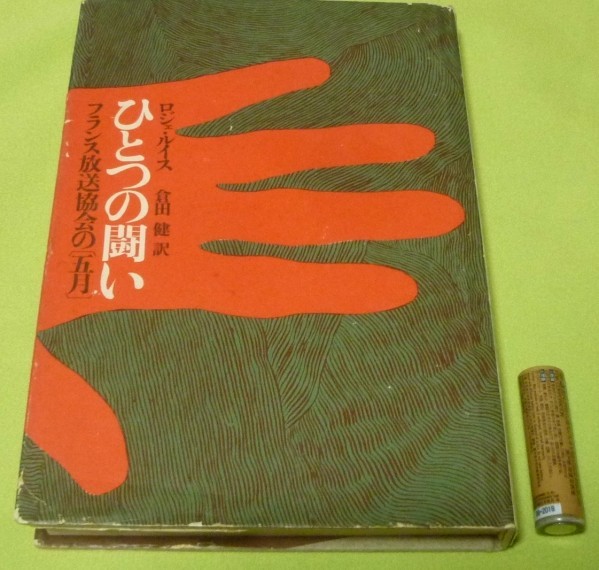 ロジェ・ルイス 倉田 健 訳
ひとつの闘い
フランス放送協会の[五月]